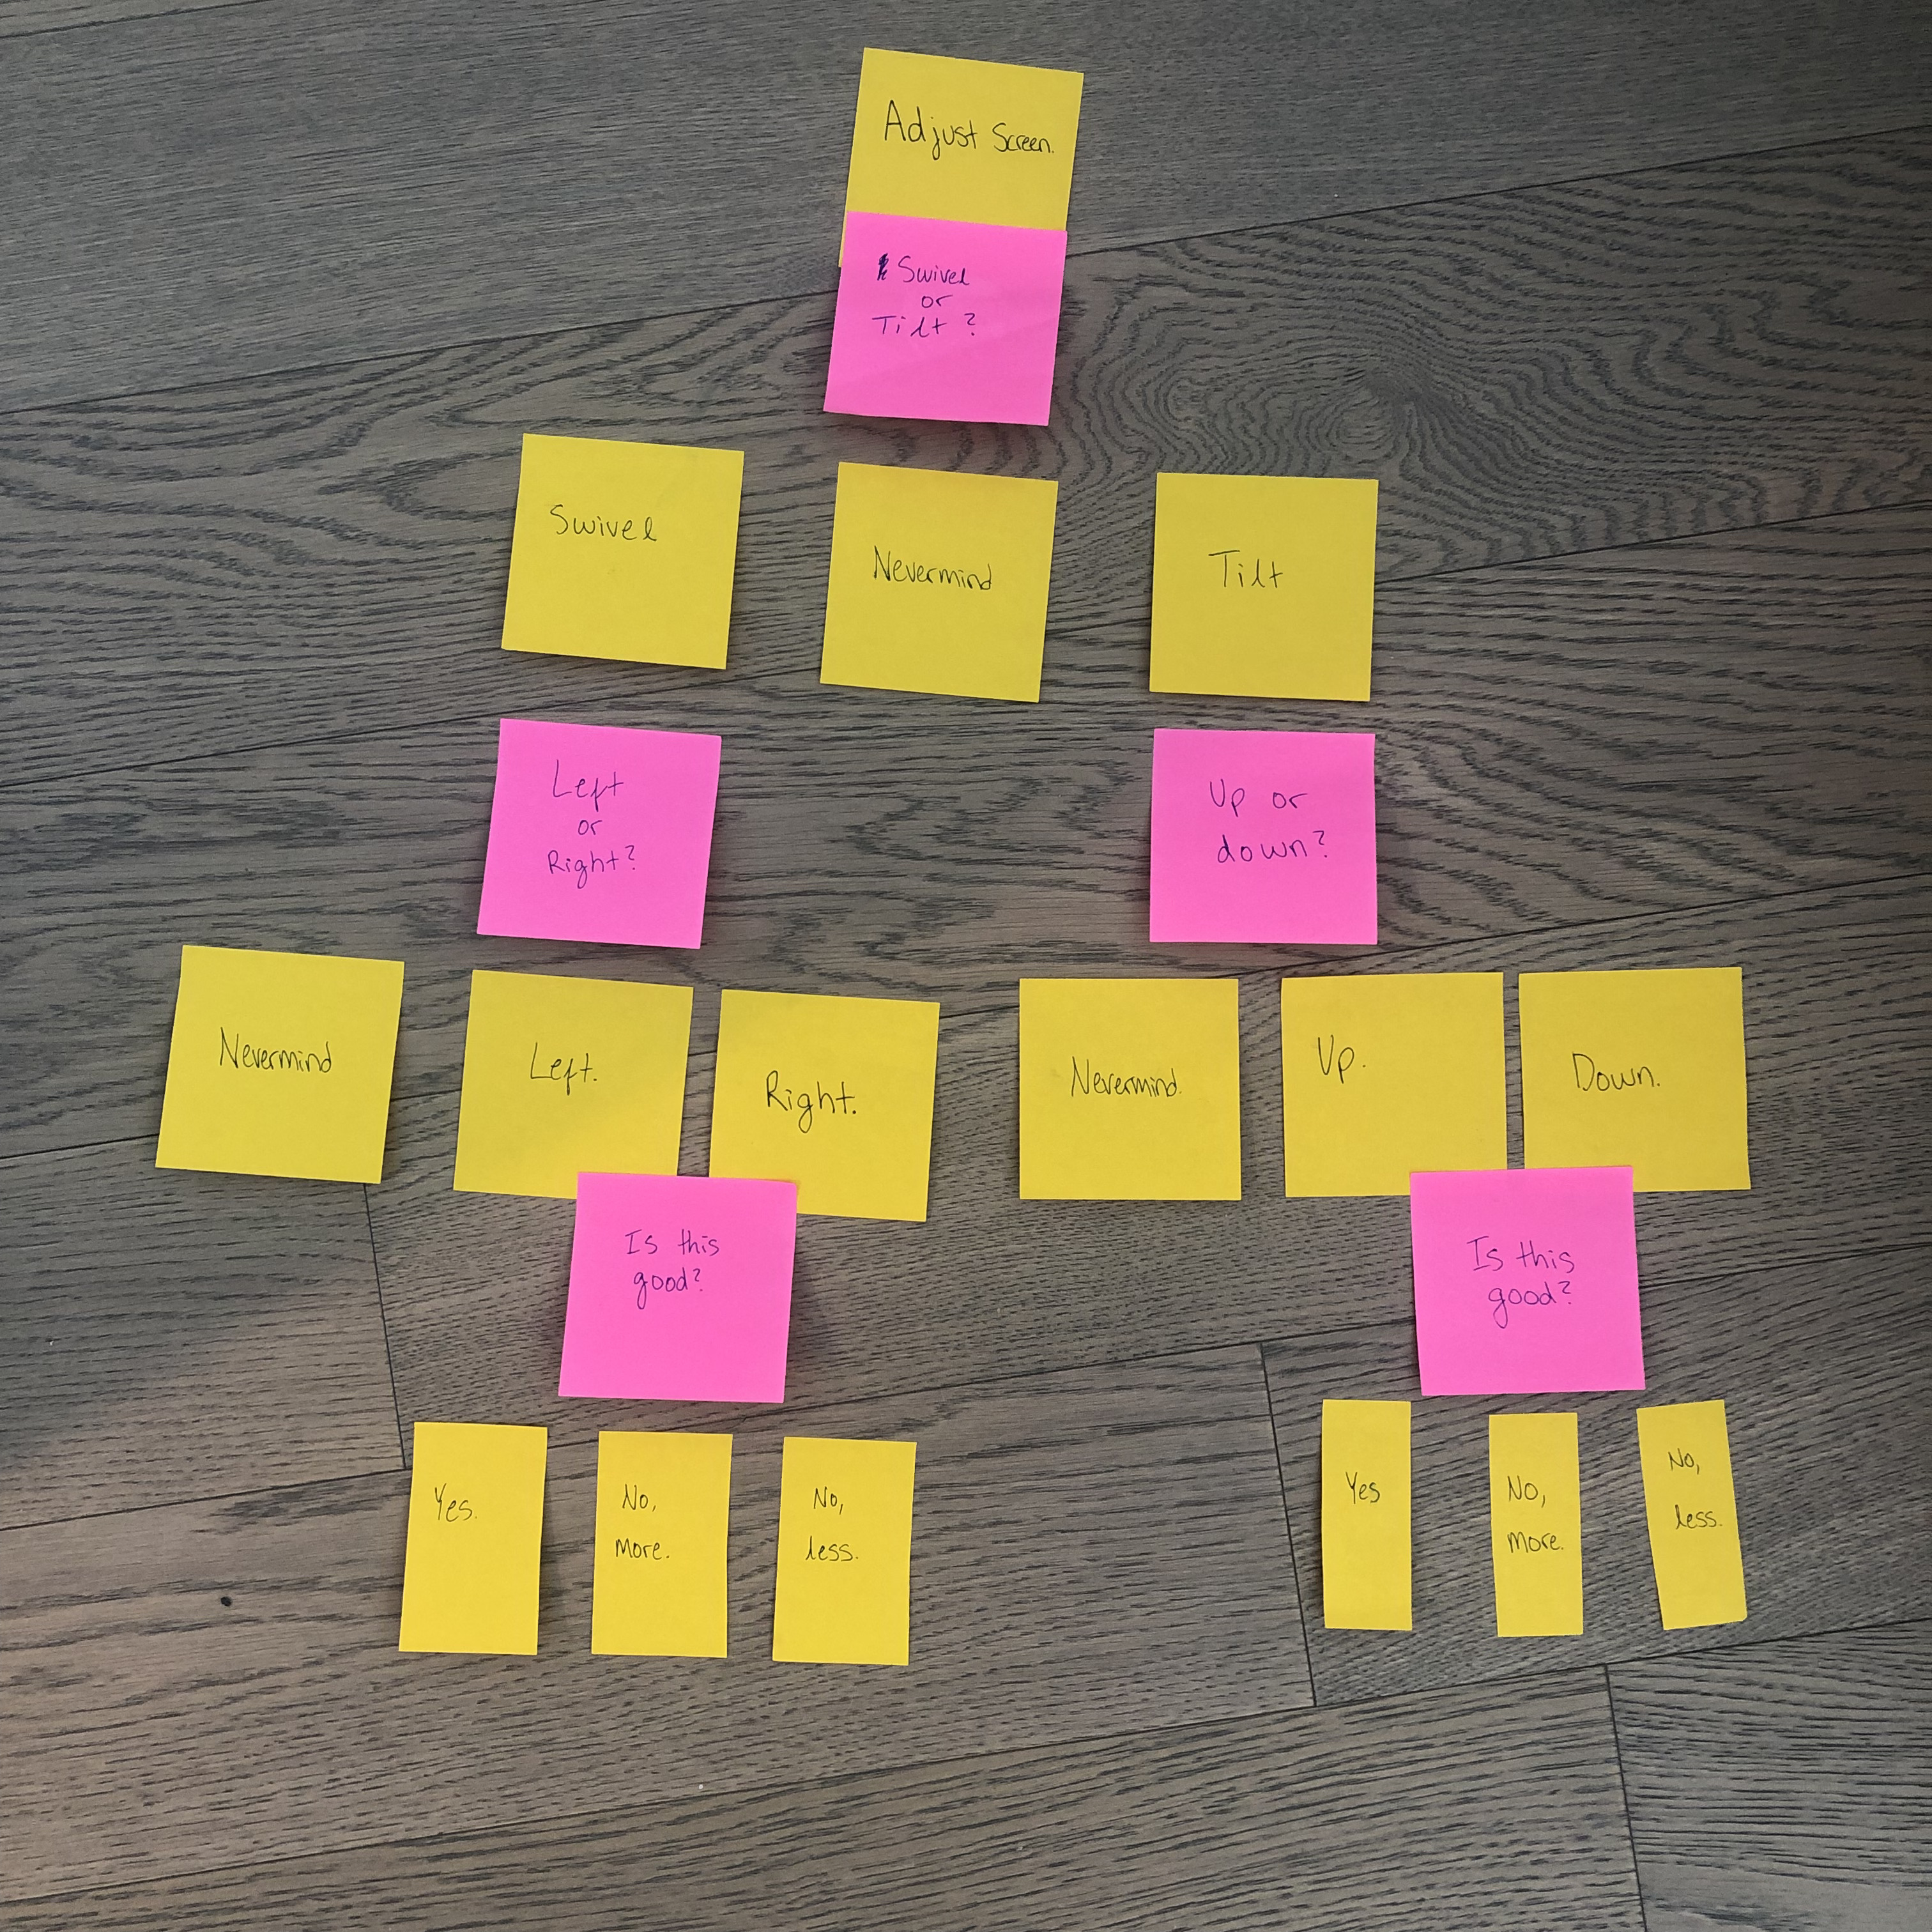 Adjust Screen.
Swivel
or
Tilt?
Swivel
Nevermind
Tilt
Left
or
Right?
Up or
down?
Nevermind
Left.
Right.
Nevermind.
Up.
Down.
Is this
good?
Is this
good?
Yes.
No,
more.
No,
less.
Yes
No,
more.
No,
less.